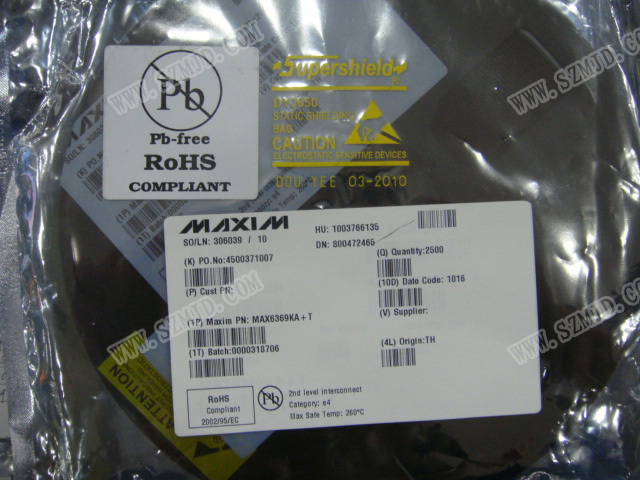 Pb
Pb-free
RoHS
COMPLIANT
Supershield
STATIC SHIELDING
BAG
CAUTION
ELECTROSTATIC SENSITIVE DEVICES
DOU YEE 03-2010
MAXIM
HU: 1003766135
SO/LN: 306039 / 10
DN: 800472465
(K) PO.No:4500371007
(Q) Quantity:2500
(P) Cust PN:
(10D) Date Code: 1016
(1P) Maxim PN: MAX6369KA+T
(V) Supplier:
(1T) Batch:0000318706
(4L) Origin:TH
RoHS
Compliant
2002/95/EC
Pb
2nd level interconnect
Category: e4
Max Safe Temp: 260°C
ATTENTION
WWW.SZMJD.COM
WWW.SZMJD.COM
WWW.SZMJD.COM
WWW.SZMJD.COM